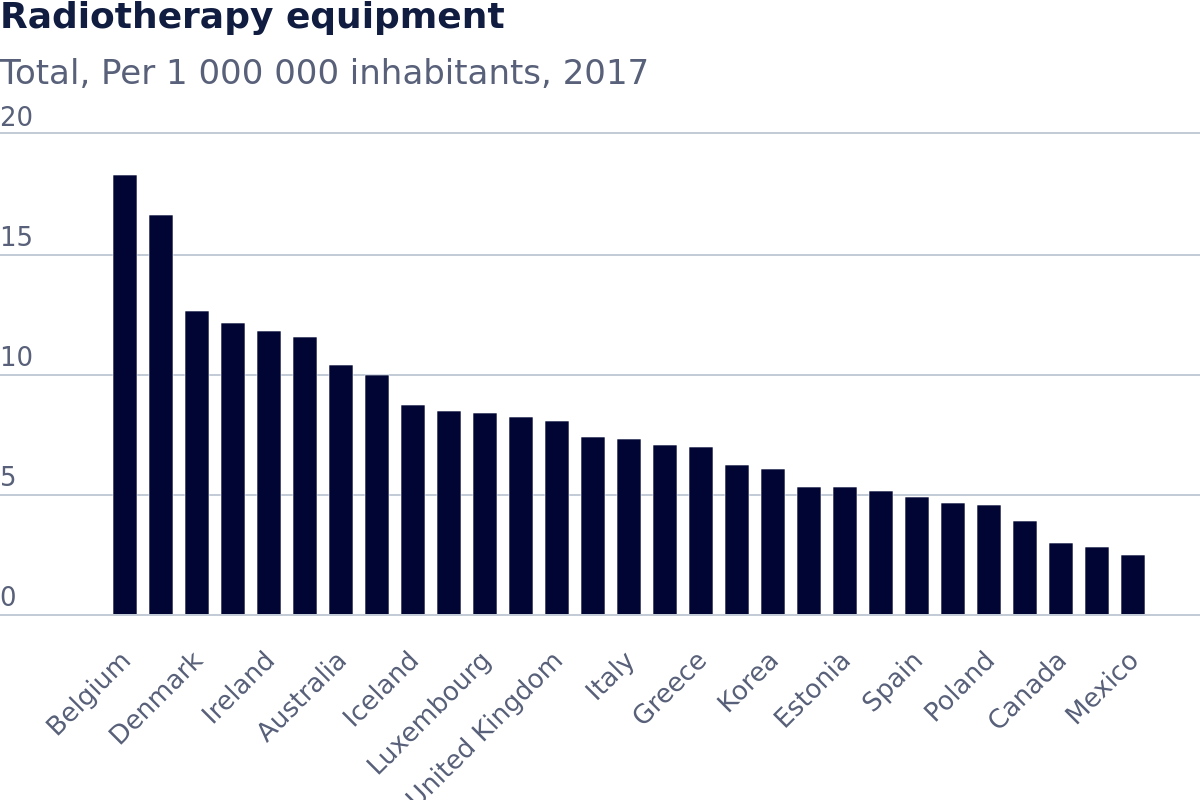 Radiotherapy equipment
Total, Per 1 000 000 inhabitants, 2017
20
15
10
5
0
Belgium
Denmark
Ireland
Australia
Iceland
Luxembourg
United Kingdom
Italy
Greece
Korea
Estonia
Spain
Poland
Canada
Mexico